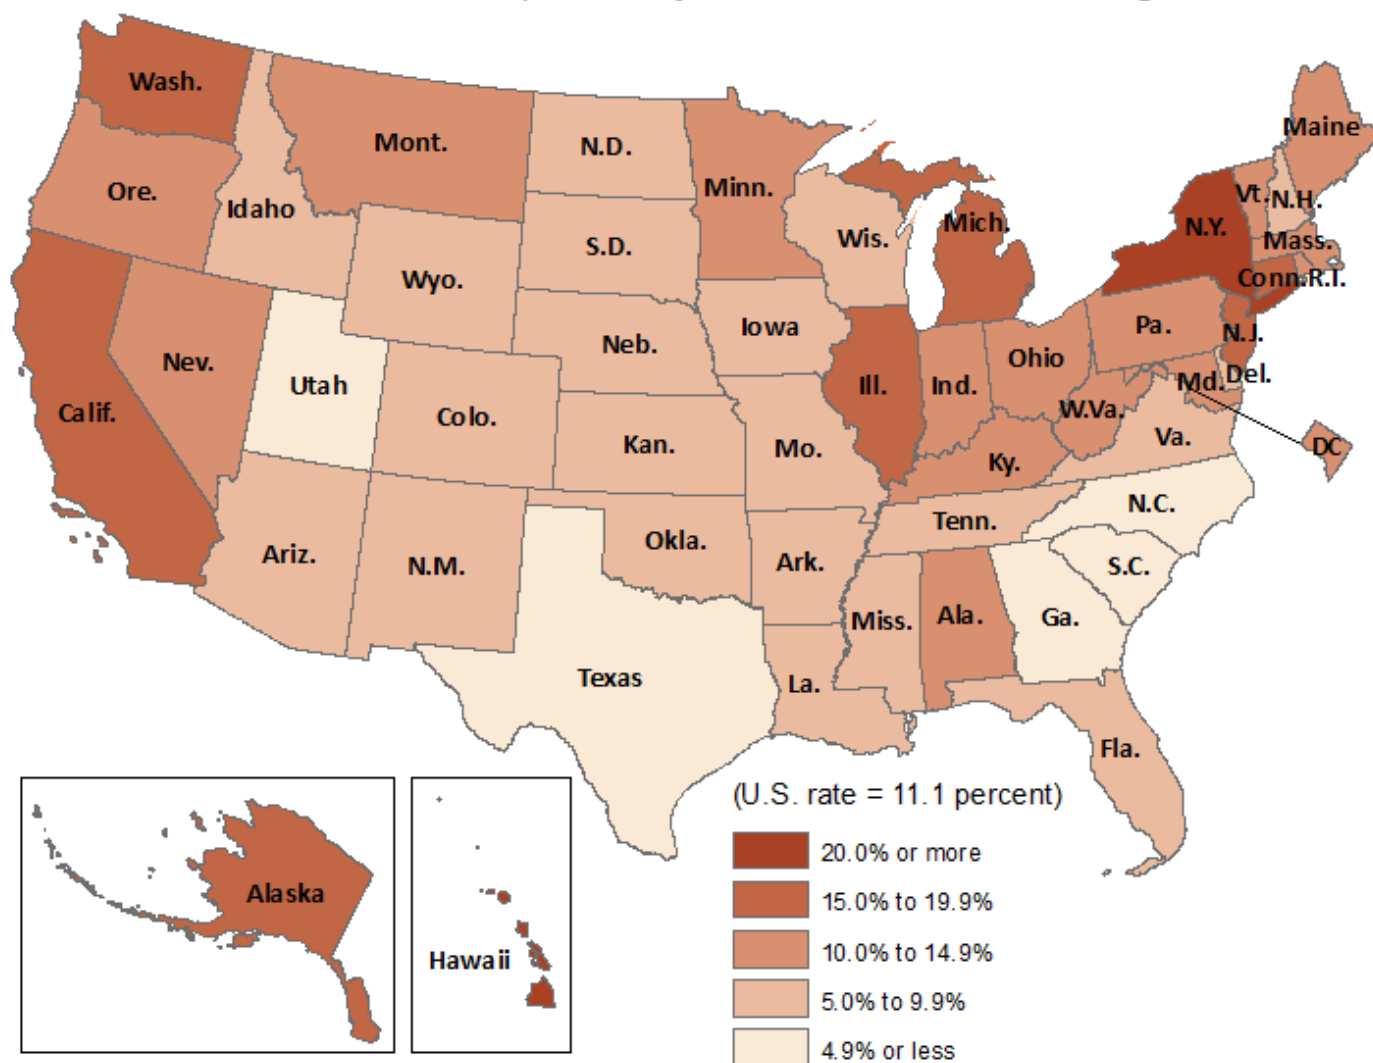 Wash.
Mont.
N.D.
Minn.
Maine
Ore.
Idaho
Vt.
N.H.
S.D.
Wis.
Mich.
N.Y.
Mass.
Wyo.
Conn.
R.I.
Iowa
Pa.
N.J.
Nev.
Utah
Neb.
Ill.
Ind.
Ohio
Md.
Del.
Calif.
Colo.
Kan.
Mo.
W.Va.
Va.
DC
Ky.
Ariz.
N.M.
Okla.
Ark.
Tenn.
N.C.
S.C.
Miss.
Ala.
Ga.
Texas
La.
Fla.
Alaska
Hawaii
(U.S. rate = 11.1 percent)
20.0% or more
15.0% to 19.9%
10.0% to 14.9%
5.0% to 9.9%
4.9% or less